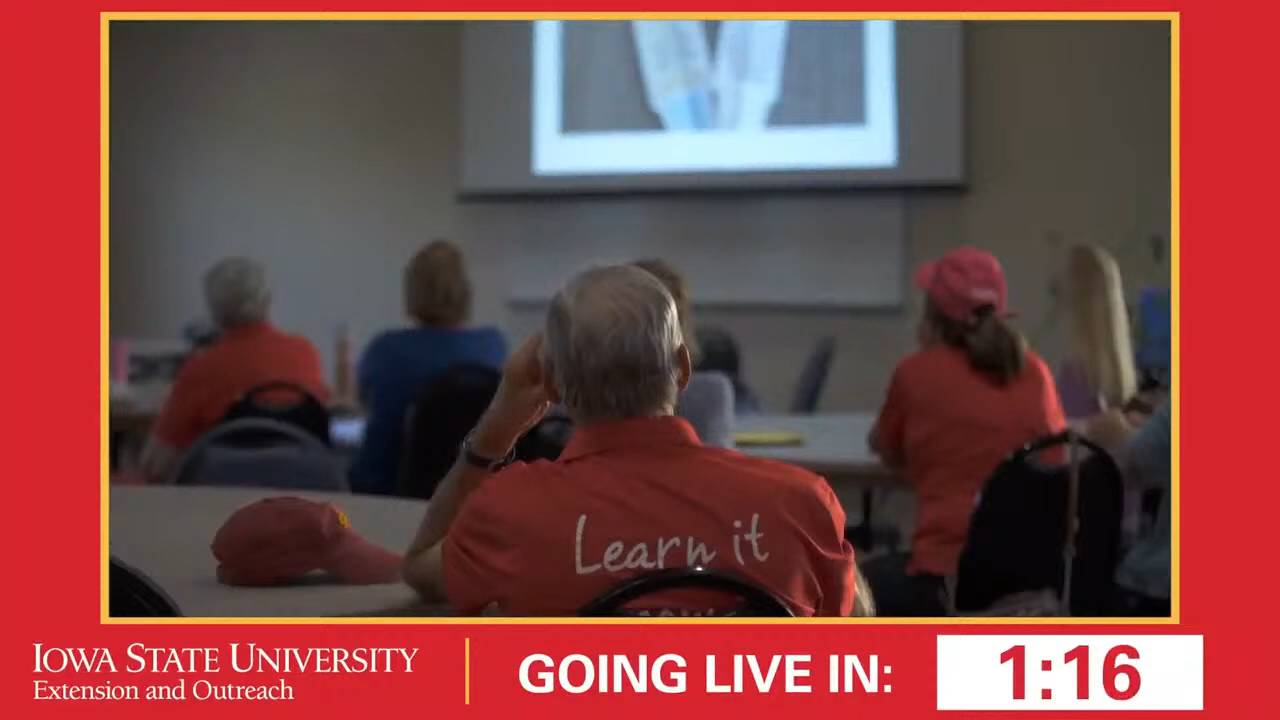 Learn it
IOWA STATE UNIVERSITY
Extension and Outreach
GOING LIVE IN:
1:16